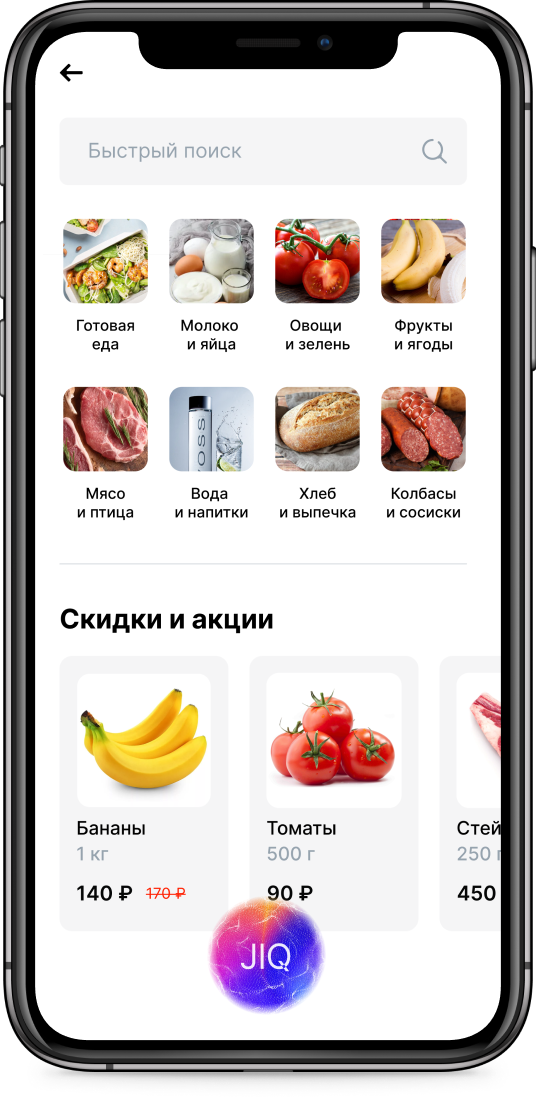 Быстрый поиск
Готовая
еда
Молоко
и яйца
Овощи
и зелень
Фрукты
и ягоды
Мясо
и птица
VOSS
Вода
и напитки
Хлеб
и выпечка
Колбасы
и сосиски
Скидки и акции
Бананы
1 кг
140 ₽ 170 ₽
Томаты
500 г
90 ₽
Стей
250 г
450
JIQ